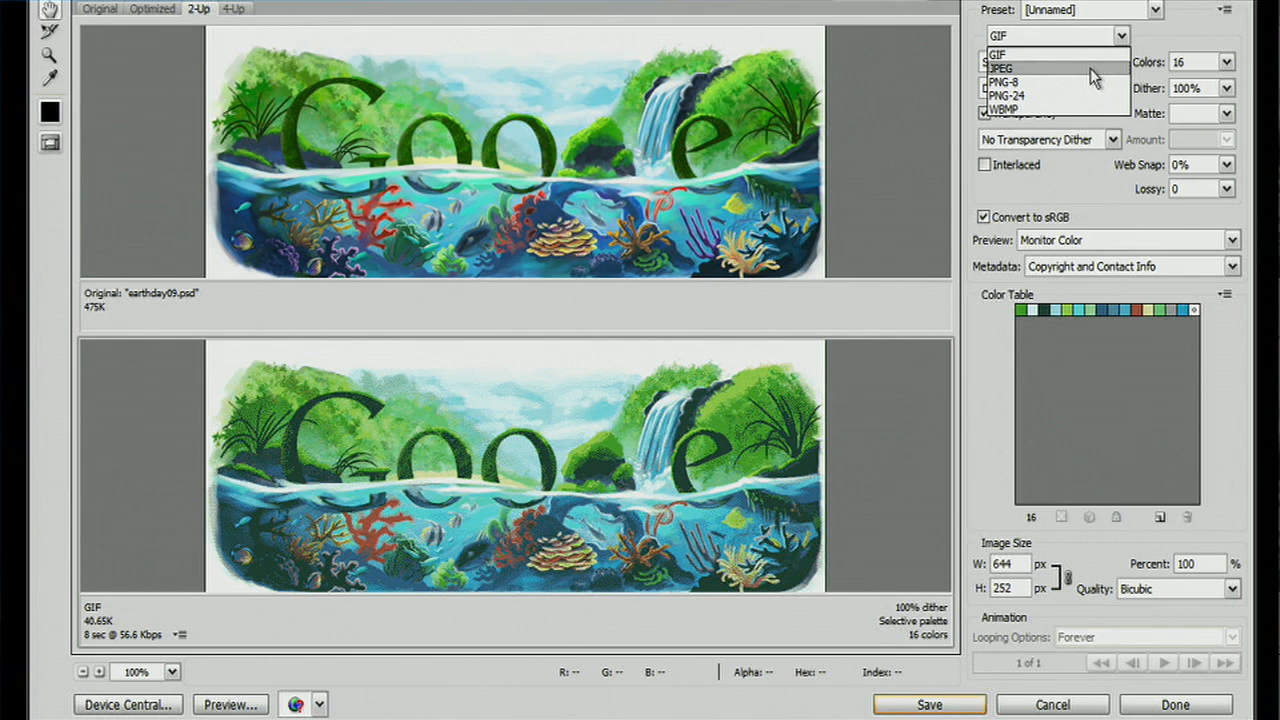 Original Optimized 2-Up 4-Up
Preset: [Unnamed]
GIF
GIF
JPEG
PNG-8
PNG-24
WBMP
Colors: 16
Dither: 100%
Matte:
No Transparency Dither
Amount:
Interlaced
Web Snap: 0%
Lossy: 0
Convert to sRGB
Preview: Monitor Color
Metadata: Copyright and Contact Info
Color Table
16
Google
Original: "earthday09.psd"
475K
Google
GIF
40.65K
8 sec @ 56.6 Kbps
100% dither
Selective palette
16 colors
Image Size
W: 644 px
H: 252 px
Percent: 100 %
Quality: Bicubic
Animation
Looping Options: Forever
1 of 1
100%
R: -- G: -- B: -- Alpha: -- Hex: -- Index: --
Device Central... Preview... Save Cancel Done